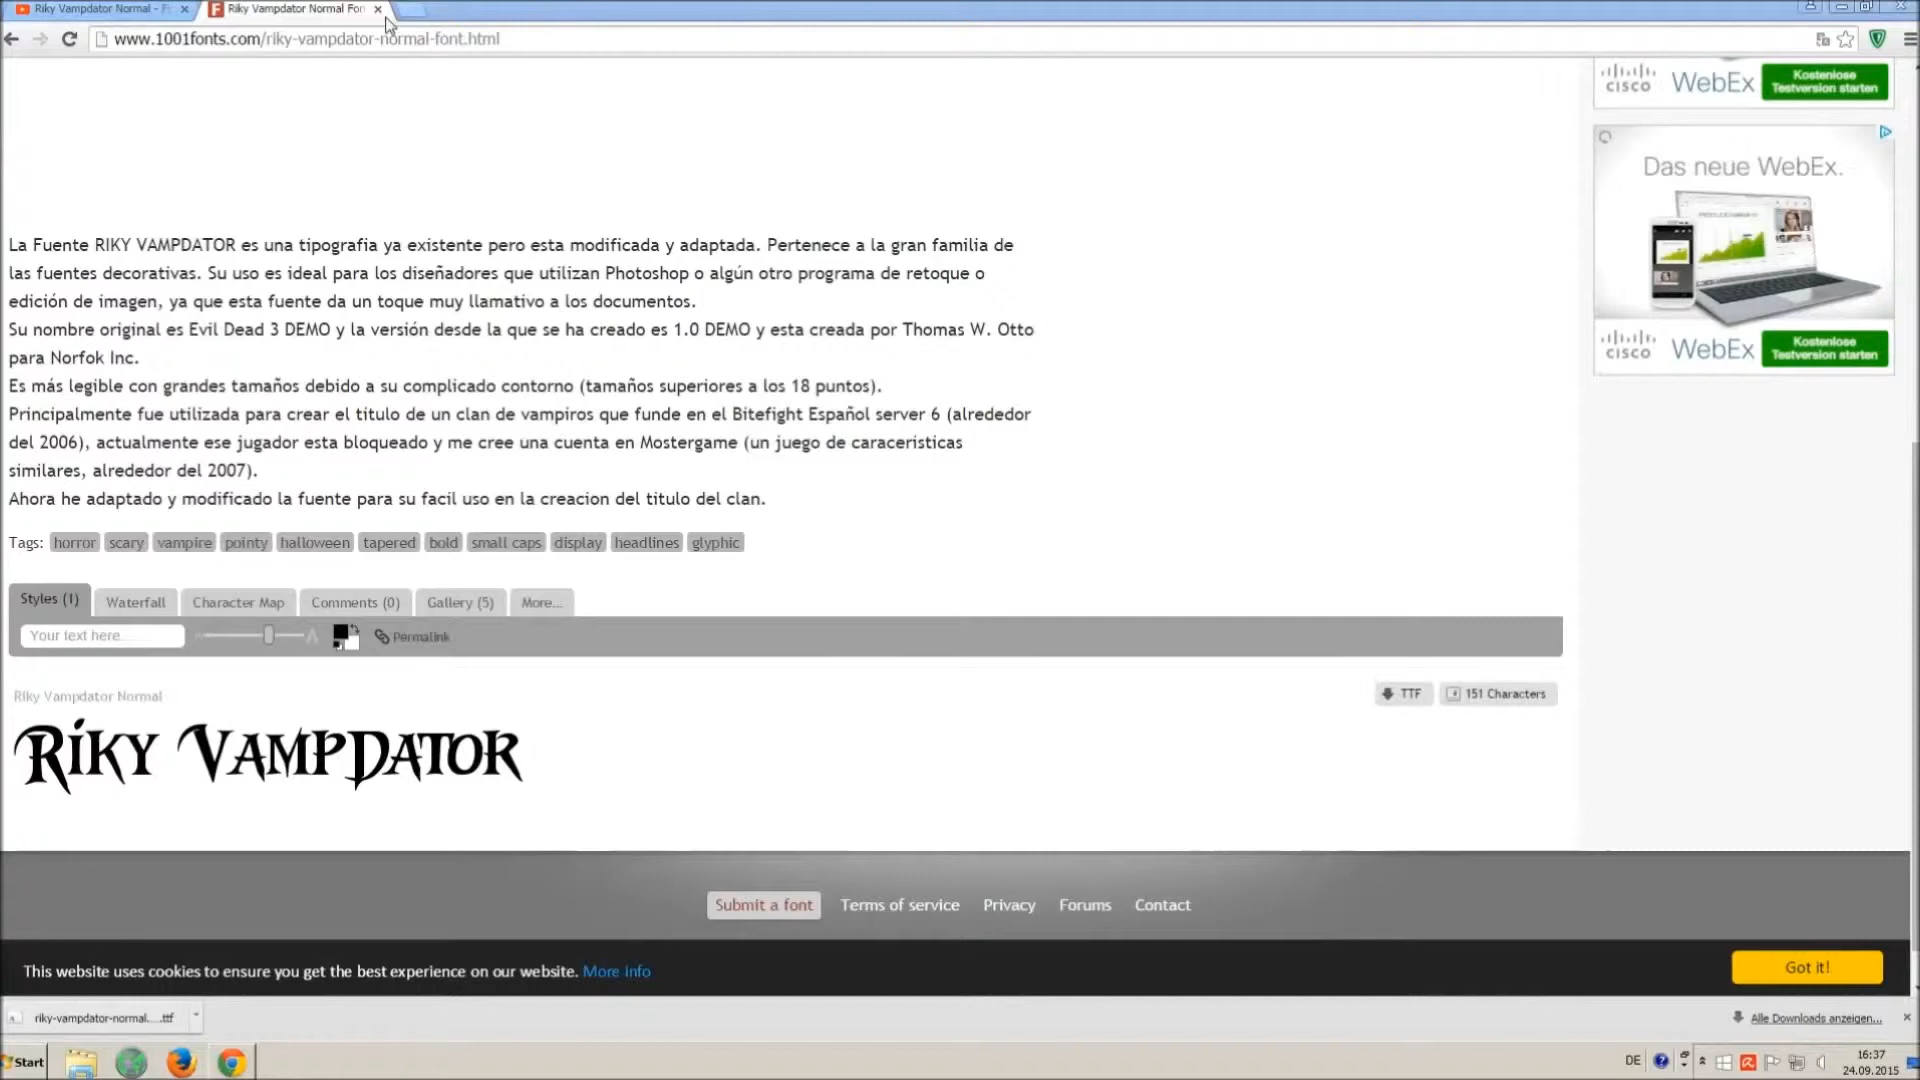 Riky Vampdator Normal -
Riky Vampdator Normal Fon
www.1001fonts.com/riky-vampdator-normal-font.html
CISCO WebEx Kostenlose Testversion starten
Das neue WebEx.
CISCO WebEx Kostenlose Testversion starten
La Fuente RIKY VAMPDATOR es una tipografia ya existente pero esta modificada y adaptada. Pertenece a la gran familia de
las fuentes decorativas. Su uso es ideal para los diseñadores que utilizan Photoshop o algún otro programa de retoque o
edición de imagen, ya que esta fuente da un toque muy llamativo a los documentos.
Su nombre original es Evil Dead 3 DEMO y la versión desde la que se ha creado es 1.0 DEMO y esta creada por Thomas W. Otto
para Norfok Inc.
Es más legible con grandes tamaños debido a su complicado contorno (tamaños superiores a los 18 puntos).
Principalmente fue utilizada para crear el titulo de un clan de vampiros que funde en el Bitefight Español server 6 (alrededor
del 2006), actualmente ese jugador esta bloqueado y me cree una cuenta en Mostergame (un juego de caraceristicas
similares, alrededor del 2007).
Ahora he adaptado y modificado la fuente para su facil uso en la creacion del titulo del clan.
Tags: horror scary vampire pointy halloween tapered bold small caps display headlines glyphic
Styles (1) Waterfall Character Map Comments (0) Gallery (5) More...
Your text here... Permalink
Riky Vampdator Normal TTF 151 Characters
RIKY VAMPDATOR
Submit a font Terms of service Privacy Forums Contact
This website uses cookies to ensure you get the best experience on our website. More info Got it!
riky-vampdator-normal....ttf Alle Downloads anzeigen...
Start DE 16:37
24.09.2015